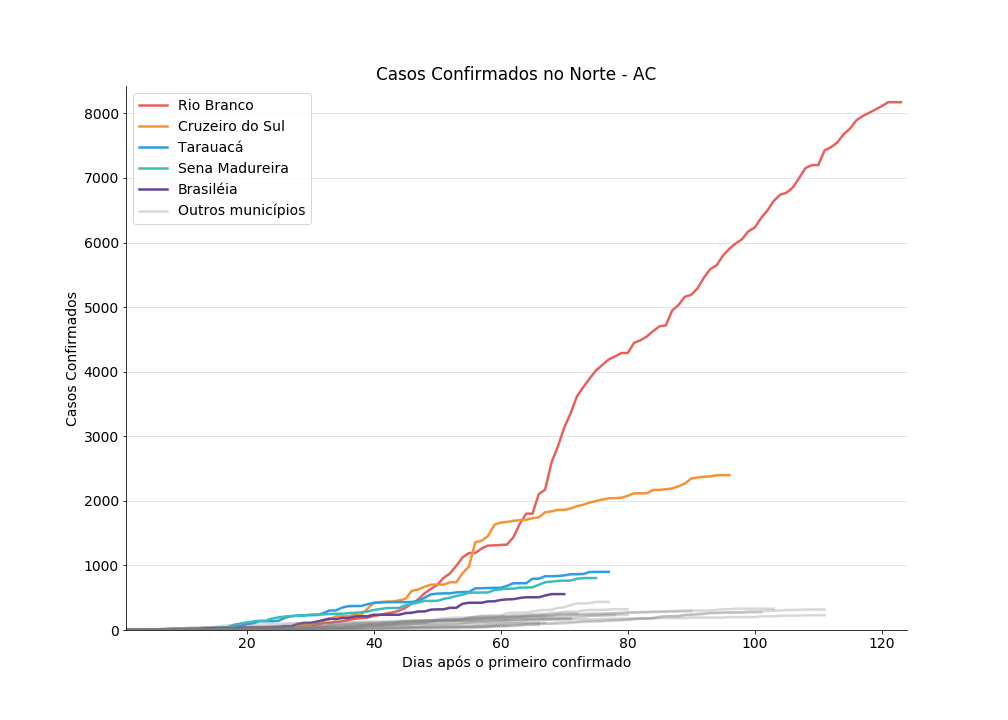 Casos Confirmados no Norte - AC
Rio Branco
Cruzeiro do Sul
Tarauacá
Sena Madureira
Brasiléia
Outros municípios
Casos Confirmados
8000
7000
6000
5000
4000
3000
2000
1000
0
20
40
60
80
100
120
Dias após o primeiro confirmado